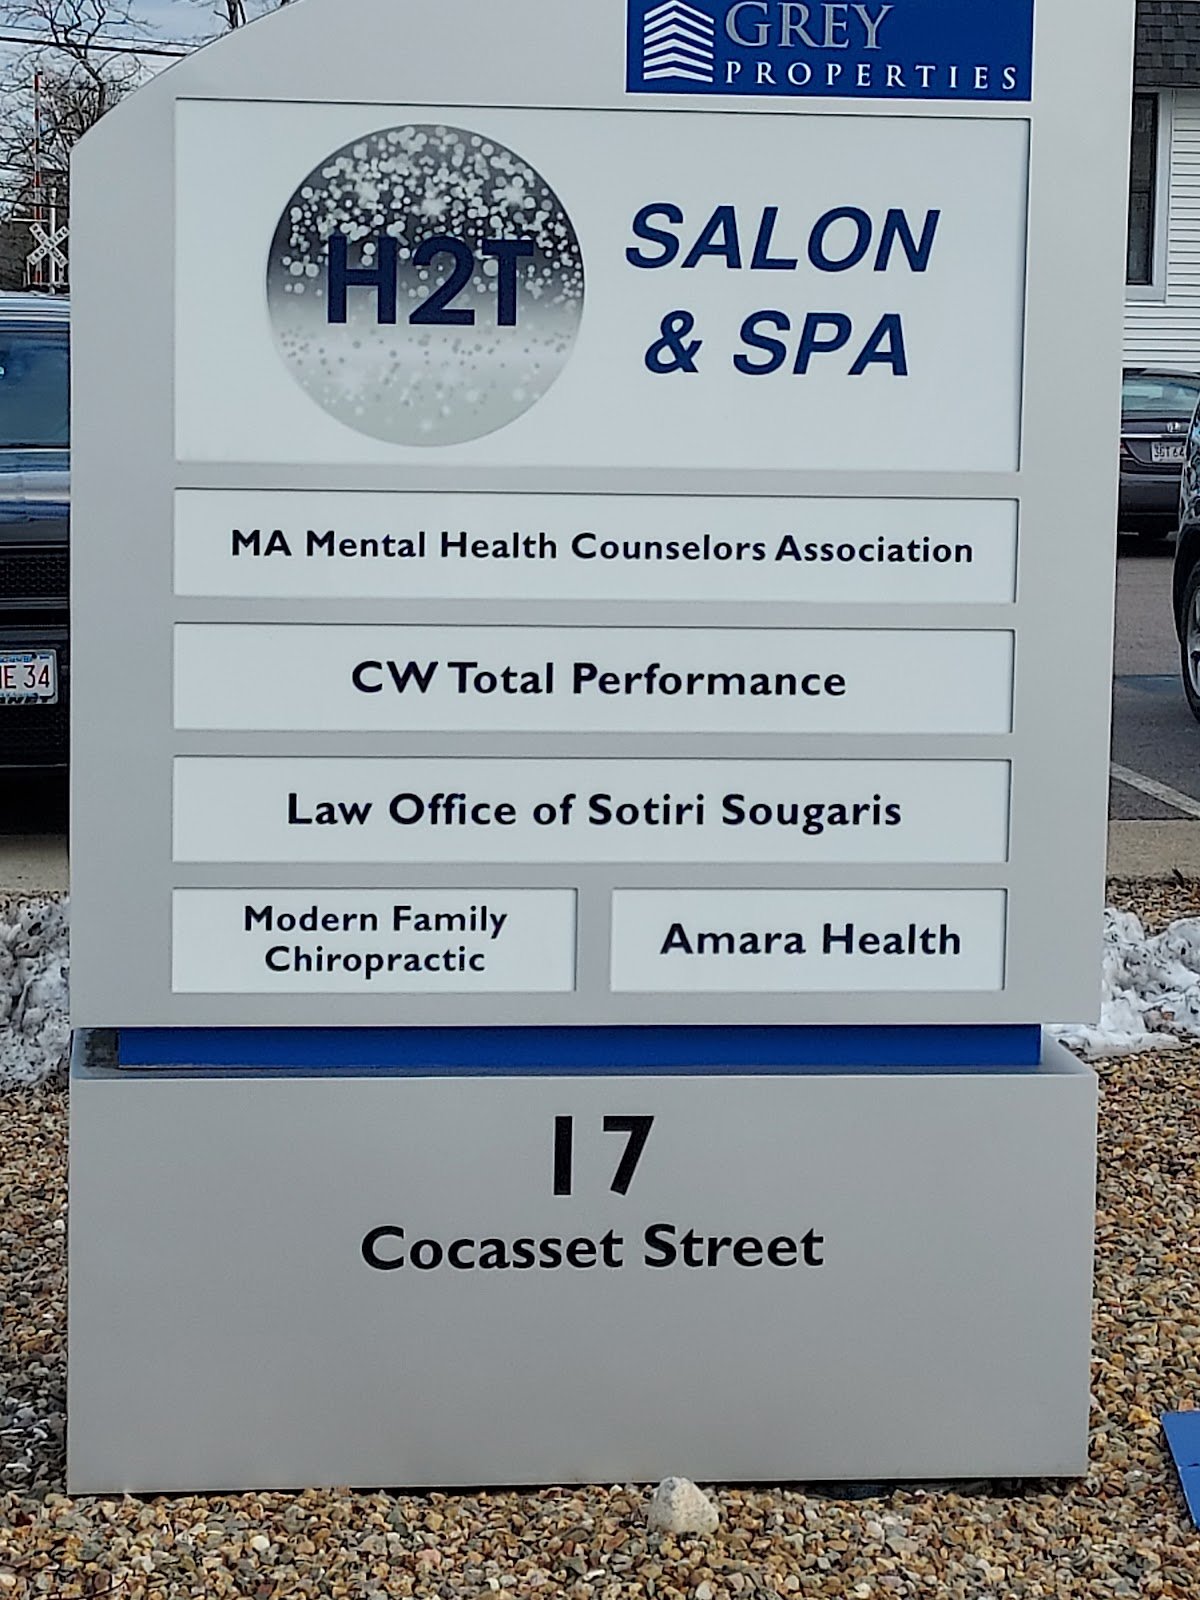 GREY
PROPERTIES
H2T
SALON
& SPA
MA Mental Health Counselors Association
CW Total Performance
Law Office of Sotiri Sougaris
Modern Family
Chiropractic
Amara Health
17
Cocasset Street
E 34